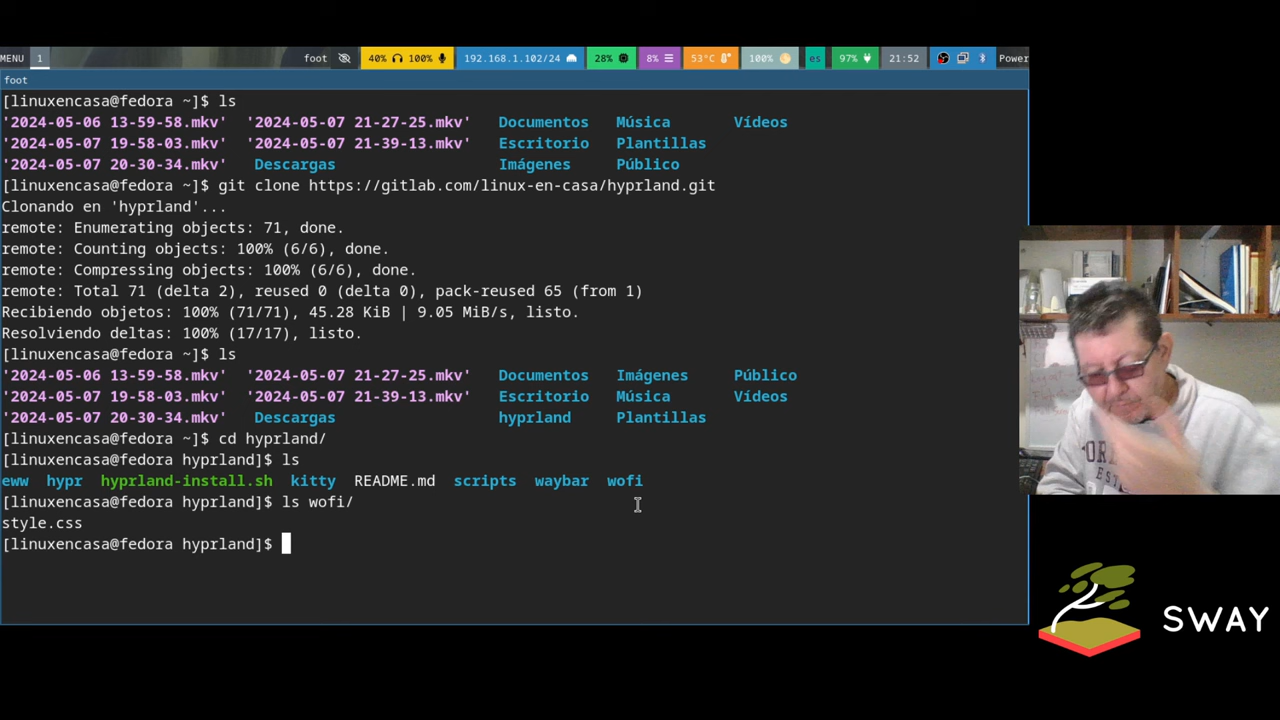 MENU 1 foot 40% 100% 192.168.1.102/24 28% 8% 53°C 100% es 97% 21:52 Power
foot
[linuxencasa@fedora ~]$ ls
'2024-05-06 13-59-58.mkv' '2024-05-07 21-27-25.mkv' Documentos Música Vídeos
'2024-05-07 19-58-03.mkv' '2024-05-07 21-39-13.mkv' Escritorio Plantillas
'2024-05-07 20-30-34.mkv' Descargas Imágenes Público
[linuxencasa@fedora ~]$ git clone https://gitlab.com/linux-en-casa/hyprland.git
Clonando en 'hyprland'...
remote: Enumerating objects: 71, done.
remote: Counting objects: 100% (6/6), done.
remote: Compressing objects: 100% (6/6), done.
remote: Total 71 (delta 2), reused 0 (delta 0), pack-reused 65 (from 1)
Recibiendo objetos: 100% (71/71), 45.28 KiB | 9.05 MiB/s, listo.
Resolviendo deltas: 100% (17/17), listo.
[linuxencasa@fedora ~]$ ls
'2024-05-06 13-59-58.mkv' '2024-05-07 21-27-25.mkv' Documentos Imágenes Público
'2024-05-07 19-58-03.mkv' '2024-05-07 21-39-13.mkv' Escritorio Música Vídeos
'2024-05-07 20-30-34.mkv' Descargas hyprland Plantillas
[linuxencasa@fedora ~]$ cd hyprland/
[linuxencasa@fedora hyprland]$ ls
eww hypr hyprland-install.sh kitty README.md scripts waybar wofi
[linuxencasa@fedora hyprland]$ ls wofi/
style.css
[linuxencasa@fedora hyprland]$
SWAY